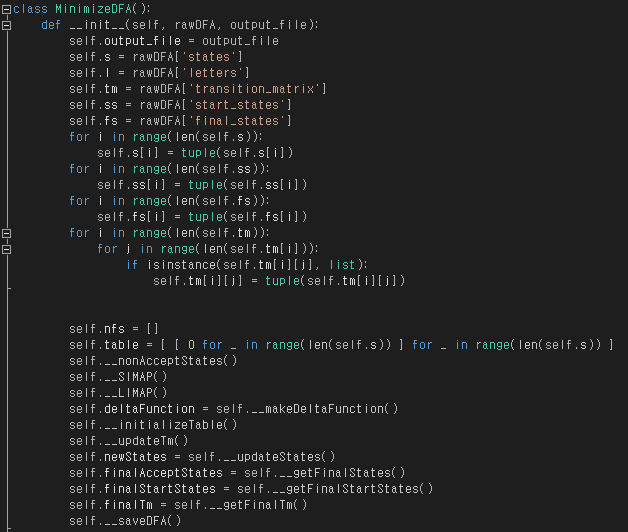 class MinimizeDFA():
    def __init__(self, rawDFA, output_file):
        self.output_file = output_file
        self.s = rawDFA['states']
        self.l = rawDFA['letters']
        self.tm = rawDFA['transition_matrix']
        self.ss = rawDFA['start_states']
        self.fs = rawDFA['final_states']
        for i in range(len(self.s)):
            self.s[i] = tuple(self.s[i])
        for i in range(len(self.ss)):
            self.ss[i] = tuple(self.ss[i])
        for i in range(len(self.fs)):
            self.fs[i] = tuple(self.fs[i])
        for i in range(len(self.tm)):
            for j in range(len(self.tm[i])):
                if isinstance(self.tm[i][j], list):
                    self.tm[i][j] = tuple(self.tm[i][j])
        self.nfs = []
        self.table = [ [ 0 for _ in range(len(self.s)) ] for _ in range(len(self.s)) ]
        self.__nonAcceptStates()
        self.__SIMAP()
        self.__LIMAP()
        self.deltaFunction = self.__makeDeltaFunction()
        self.__initializeTable()
        self.__updateTm()
        self.newStates = self.__updateStates()
        self.finalAcceptStates = self.__getFinalStates()
        self.finalStartStates = self.__getFinalStartStates()
        self.finalTm = self.__getFinalTm()
        self.__saveDFA()